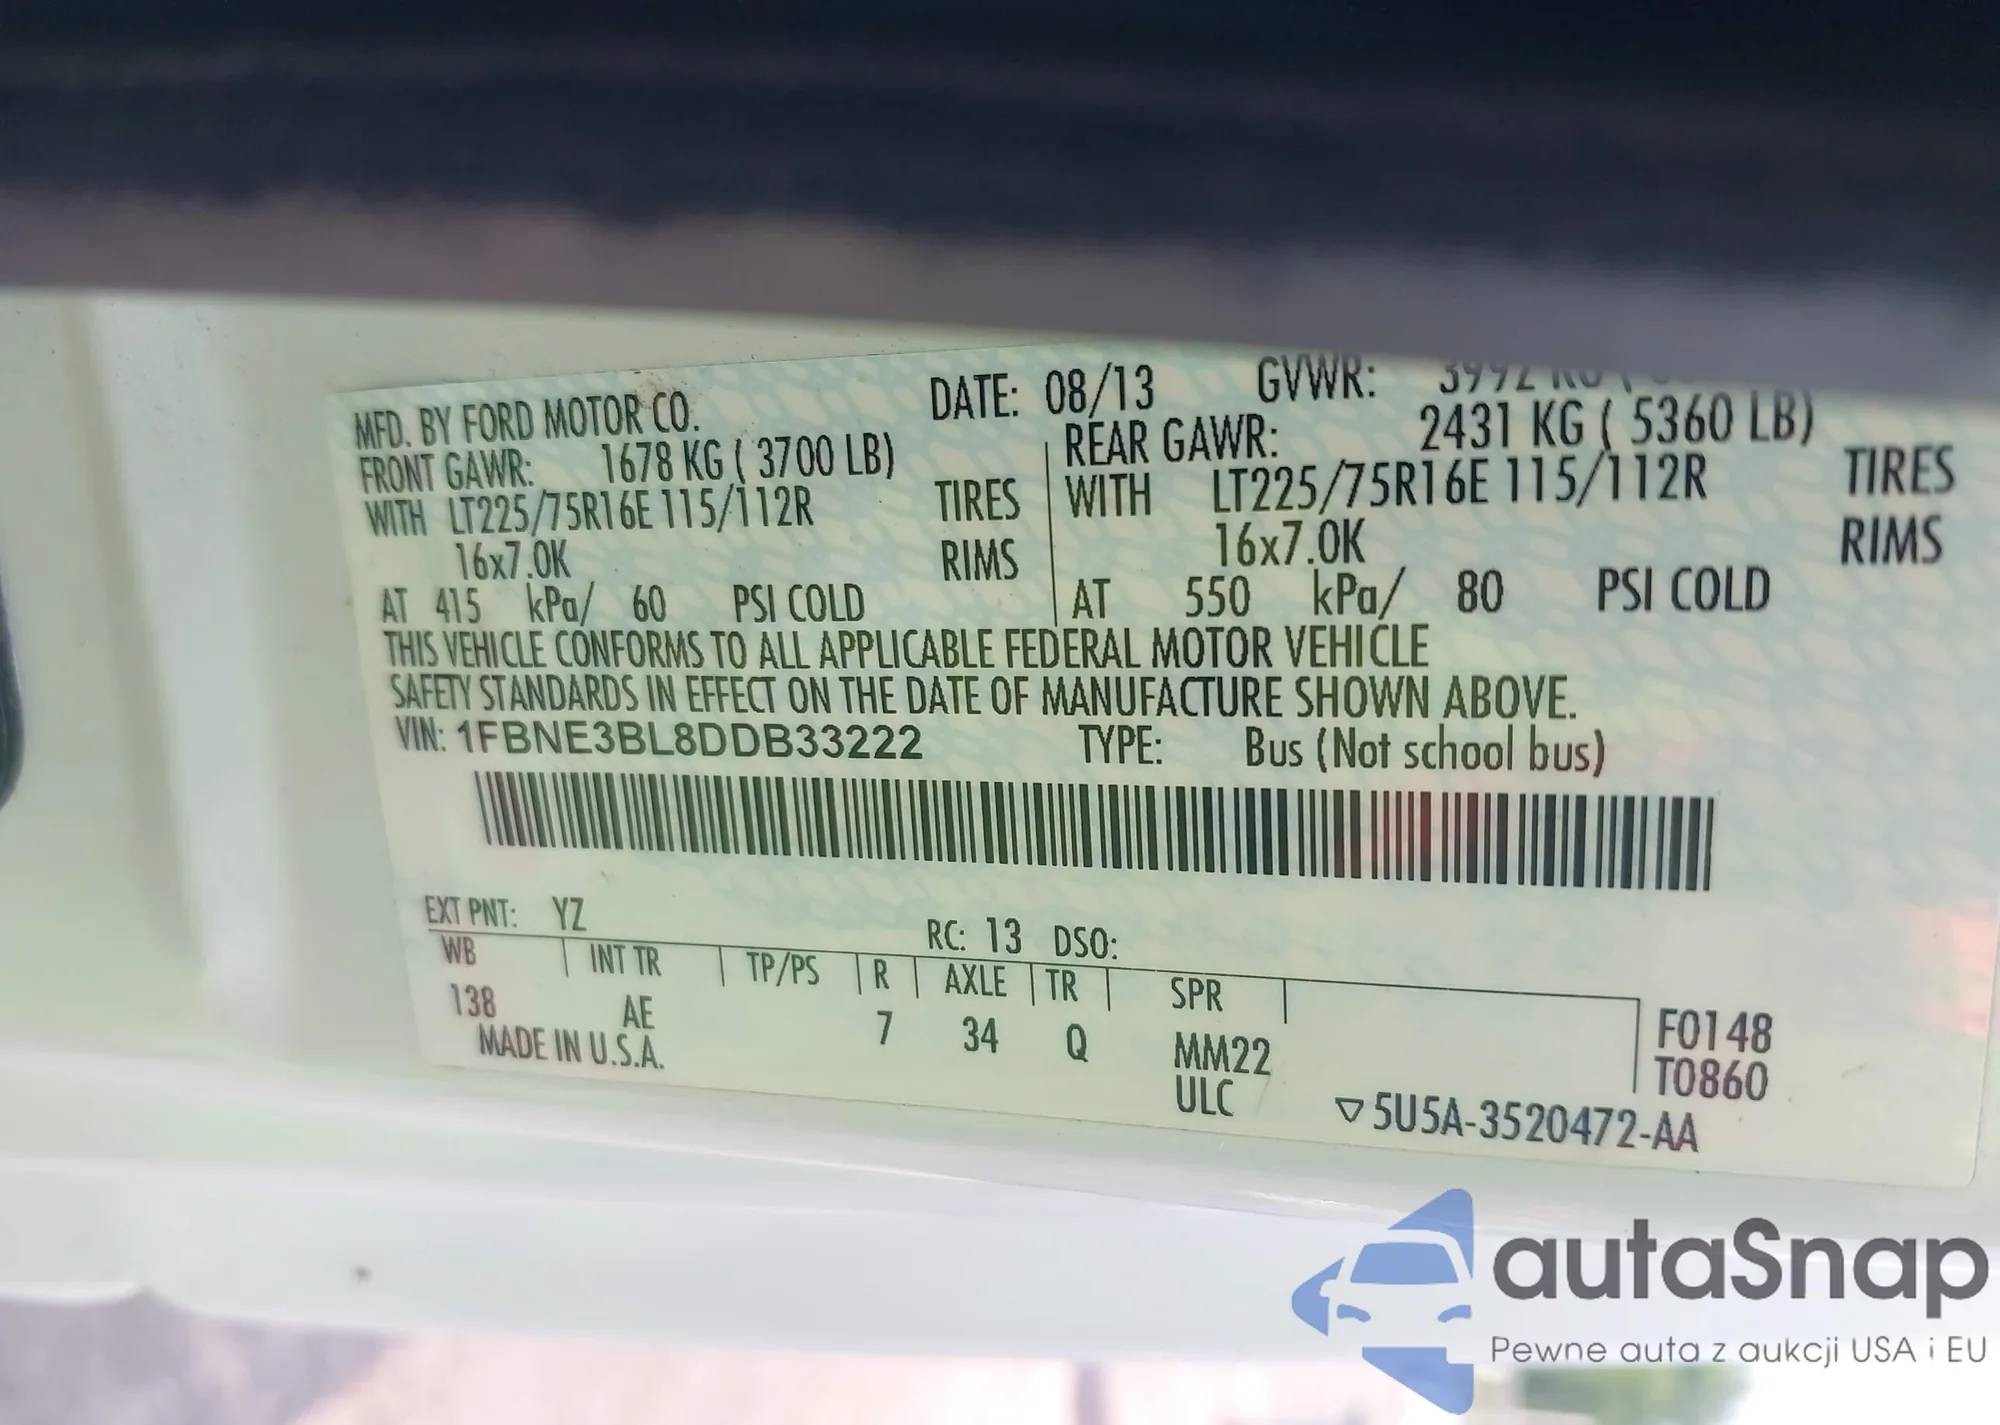 MFD. BY FORD MOTOR CO. DATE: 08/13 GVWR: 3992 KG (
FRONT GAWR: 1678 KG ( 3700 LB) REAR GAWR: 2431 KG ( 5360 LB)
WITH LT225/75R16E 115/112R TIRES WITH LT225/75R16E 115/112R TIRES
16x7.0K RIMS 16x7.0K RIMS
AT 415 kPa/ 60 PSI COLD AT 550 kPa/ 80 PSI COLD
THIS VEHICLE CONFORMS TO ALL APPLICABLE FEDERAL MOTOR VEHICLE
SAFETY STANDARDS IN EFFECT ON THE DATE OF MANUFACTURE SHOWN ABOVE.
VIN: 1FBNE3BL8DDB33222 TYPE: Bus (Not school bus)
EXT PNT: YZ RC: 13 DSO:
WB INT TR TP/PS R AXLE TR SPR
138 AE 7 34 Q MM22 F0148
MADE IN U.S.A. ULC T0860
▽5U5A-3520472-AA
autaSnap
Pewne auta z aukcji USA i EU